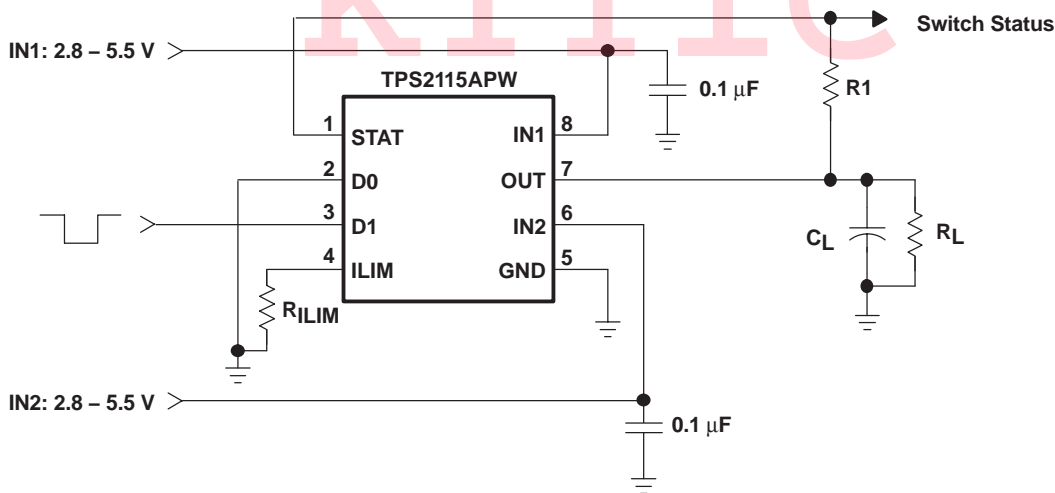 KIIC
Switch Status
IN1: 2.8 – 5.5 V
TPS2115APW
0.1 μF
R1
1 STAT
IN1 8
2 D0
OUT 7
3 D1
IN2 6
4 ILIM
GND 5
CL
RL
RILIM
IN2: 2.8 – 5.5 V
0.1 μF